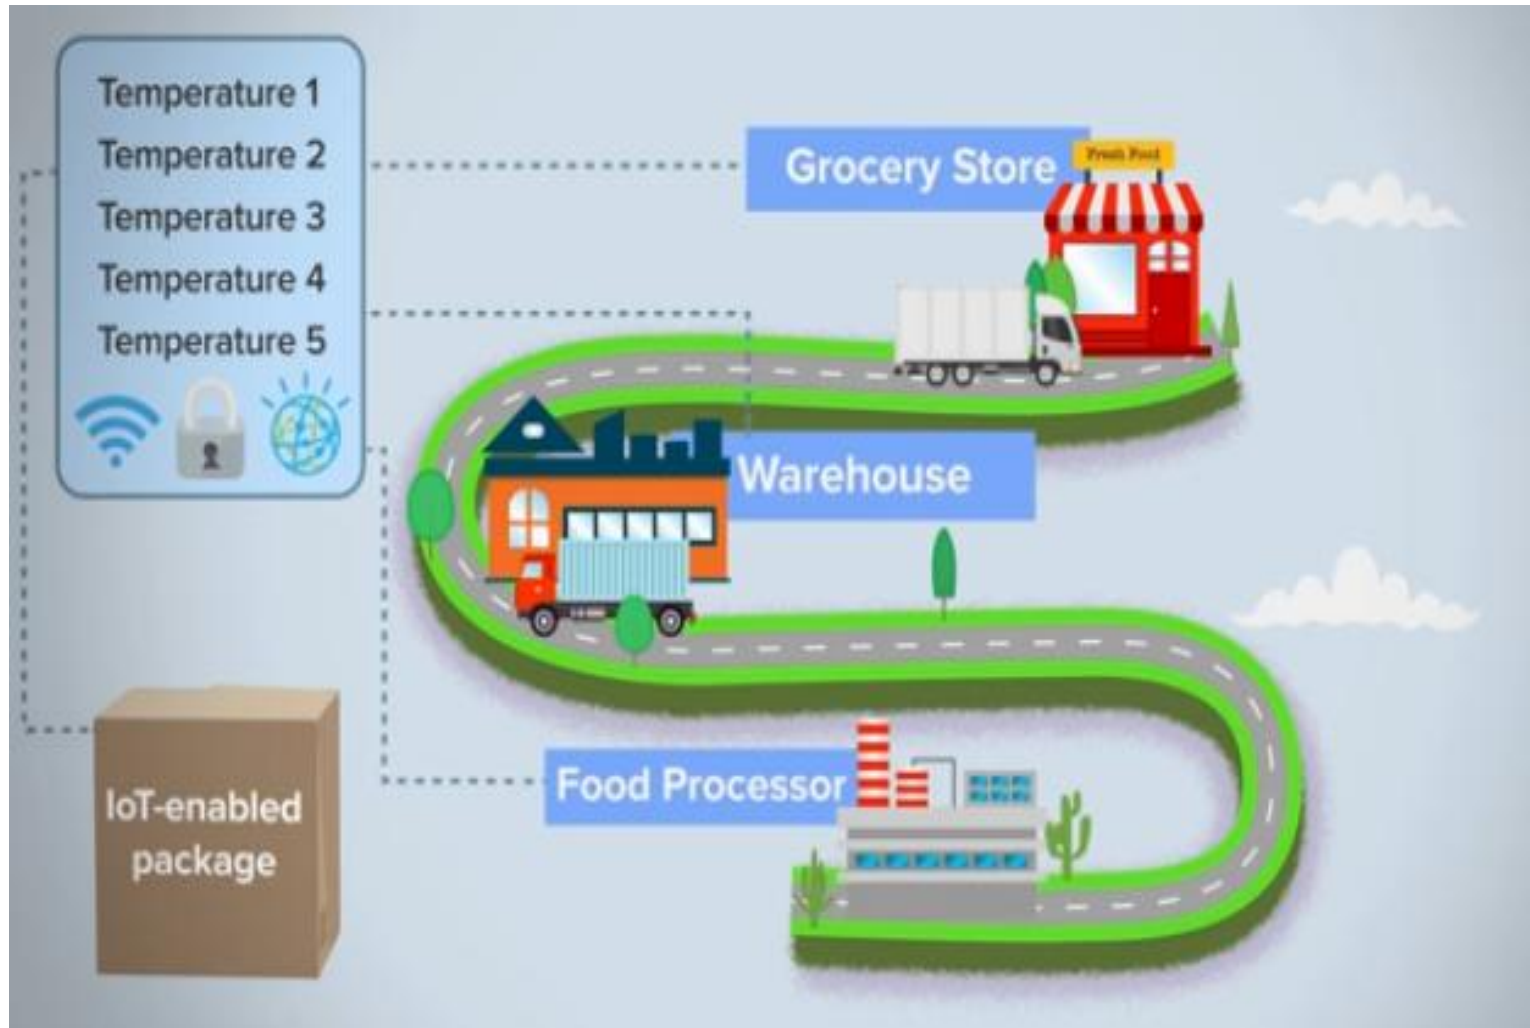 Temperature 1
Temperature 2
Temperature 3
Temperature 4
Temperature 5
Grocery Store
Warehouse
Food Processor
IoT-enabled
package